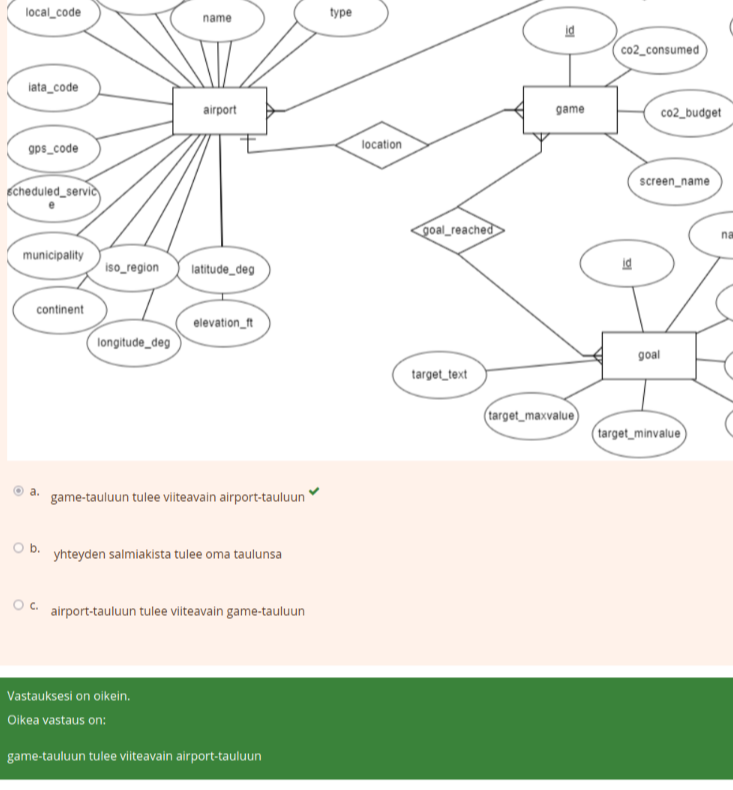 local_code
name
type
id
co2_consumed
iata_code
airport
game
co2_budget
gps_code
location
scheduled_servic
e
screen_name
goal_reached
na
municipality
iso_region
latitude_deg
id
continent
elevation_ft
longitude_deg
goal
target_text
target_maxvalue
target_minvalue
a. game-tauluun tulee viiteavain airport-tauluun
b. yhteyden salmiakista tulee oma taulunsa
c. airport-tauluun tulee viiteavain game-tauluun
Vastauksesi on oikein.
Oikea vastaus on:
game-tauluun tulee viiteavain airport-tauluun